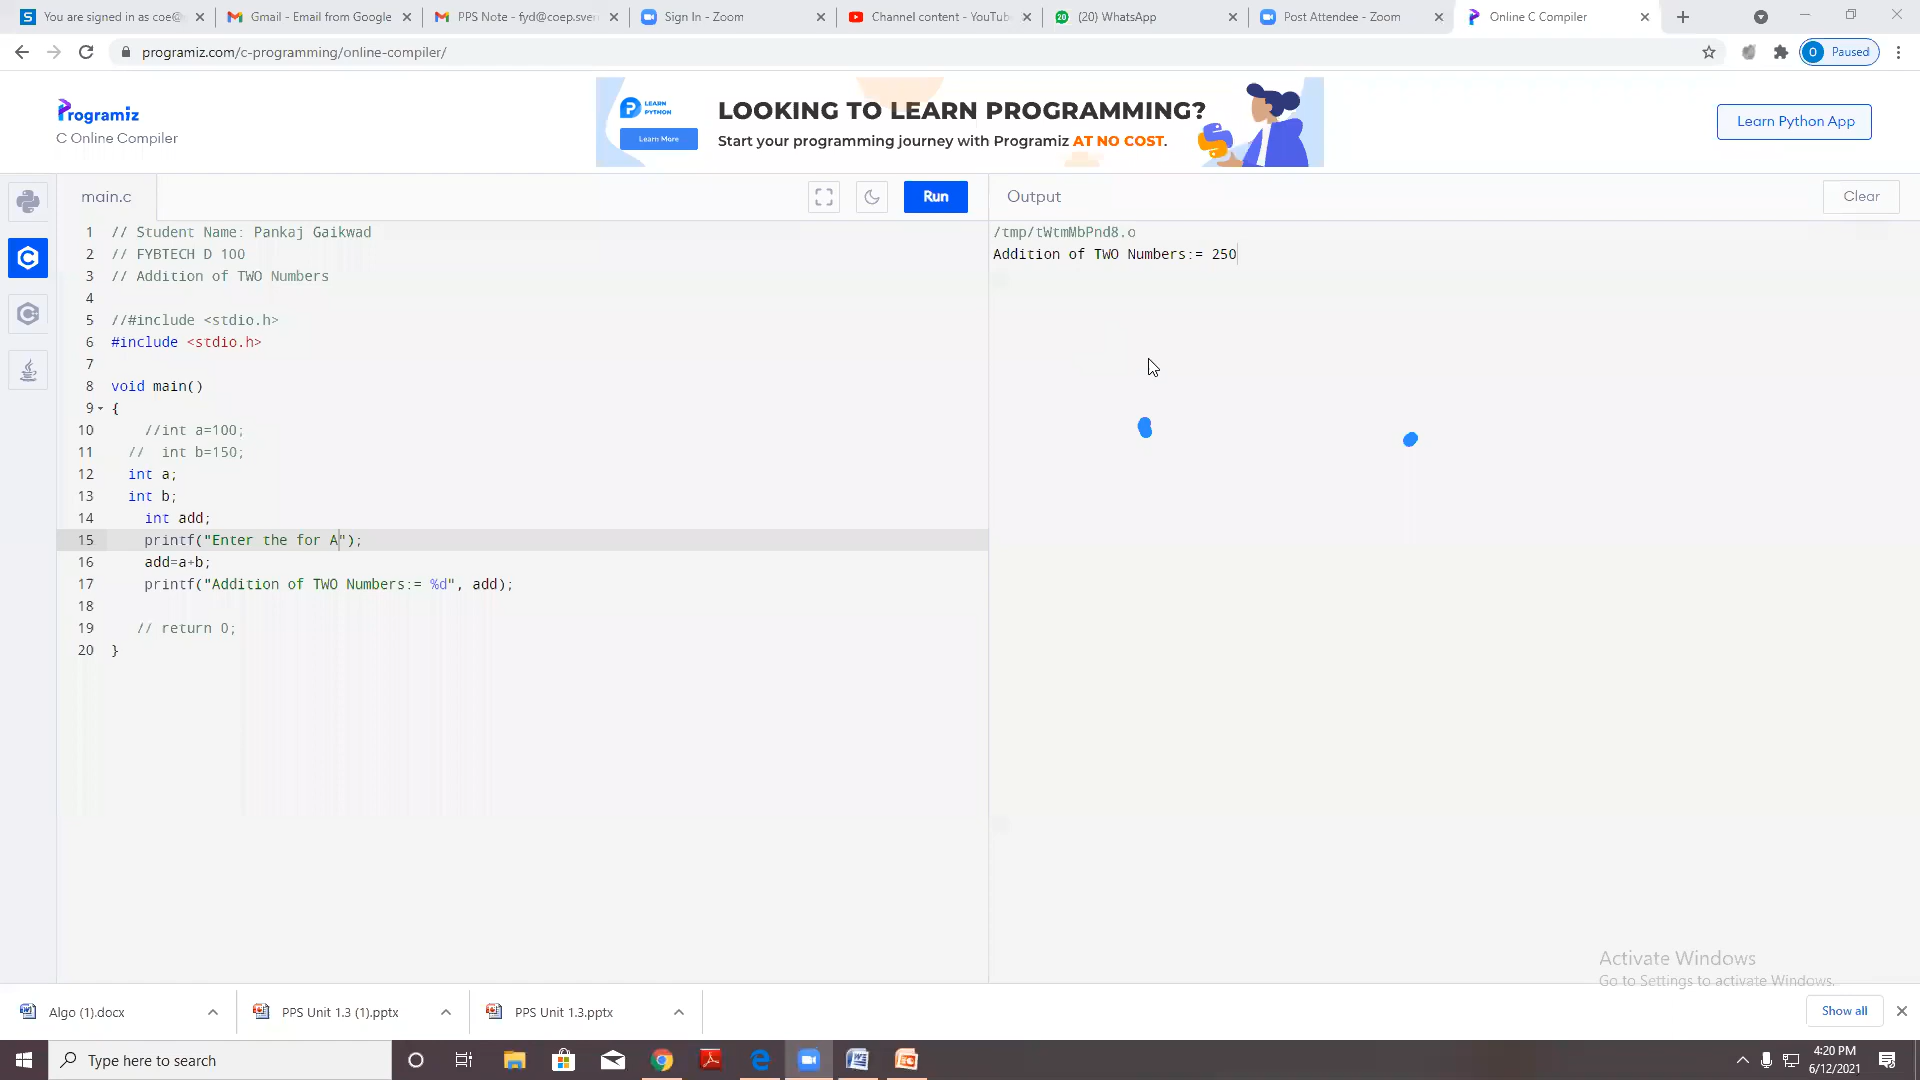 You are signed in as coe@
Gmail - Email from Google
PPS Note - fyd@coep.sven
Sign In - Zoom
Channel content - YouTub
(20) WhatsApp
Post Attendee - Zoom
Online C Compiler
programiz.com/c-programming/online-compiler/
Paused
Programiz
C Online Compiler
LEARN
PYTHON
Learn More
LOOKING TO LEARN PROGRAMMING?
Start your programming journey with Programiz AT NO COST.
Learn Python App
main.c
Run
Output
Clear
1 // Student Name: Pankaj Gaikwad
2 // FYBTECH D 100
3 // Addition of TWO Numbers
4
5 //#include <stdio.h>
6 #include <stdio.h>
7
8 void main()
9 {
10 //int a=100;
11 // int b=150;
12 int a;
13 int b;
14 int add;
15 printf("Enter the for A");
16 add=a+b;
17 printf("Addition of TWO Numbers:= %d", add);
18
19 // return 0;
20 }
/tmp/tWtmMbPnd8.o
Addition of TWO Numbers:= 250
Activate Windows
Go to Settings to activate Windows.
Algo (1).docx
PPS Unit 1.3 (1).pptx
PPS Unit 1.3.pptx
Show all
Type here to search
4:20 PM
6/12/2021